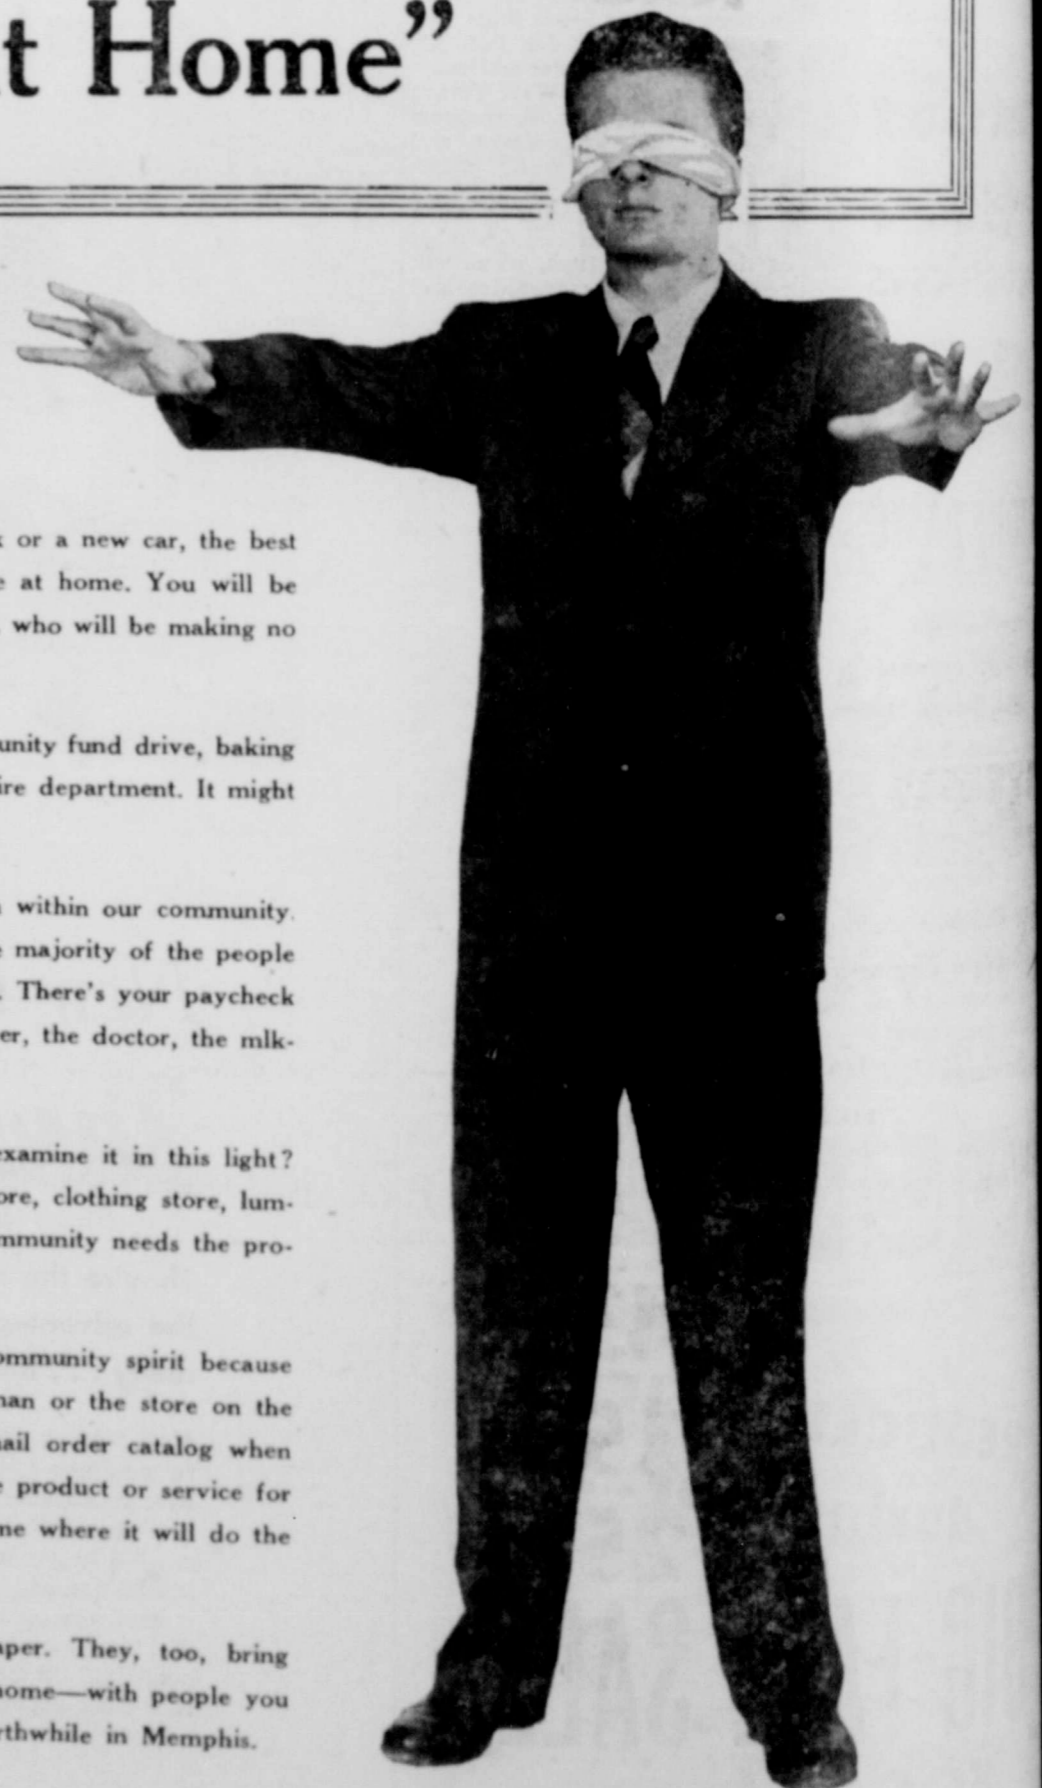 t Home”
or a new car, the best
at home. You will be
who will be making no
unity fund drive, baking
ire department. It might
within our community.
majority of the people
. There's your paycheck
er, the doctor, the mlk-
xamine it in this light?
ore, clothing store, lum-
mmunity needs the pro-
ommunity spirit because
nan or the store on the
ail order catalog when
product or service for
me where it will do the
aper. They, too, bring
home—with people you
rthwhile in Memphis.